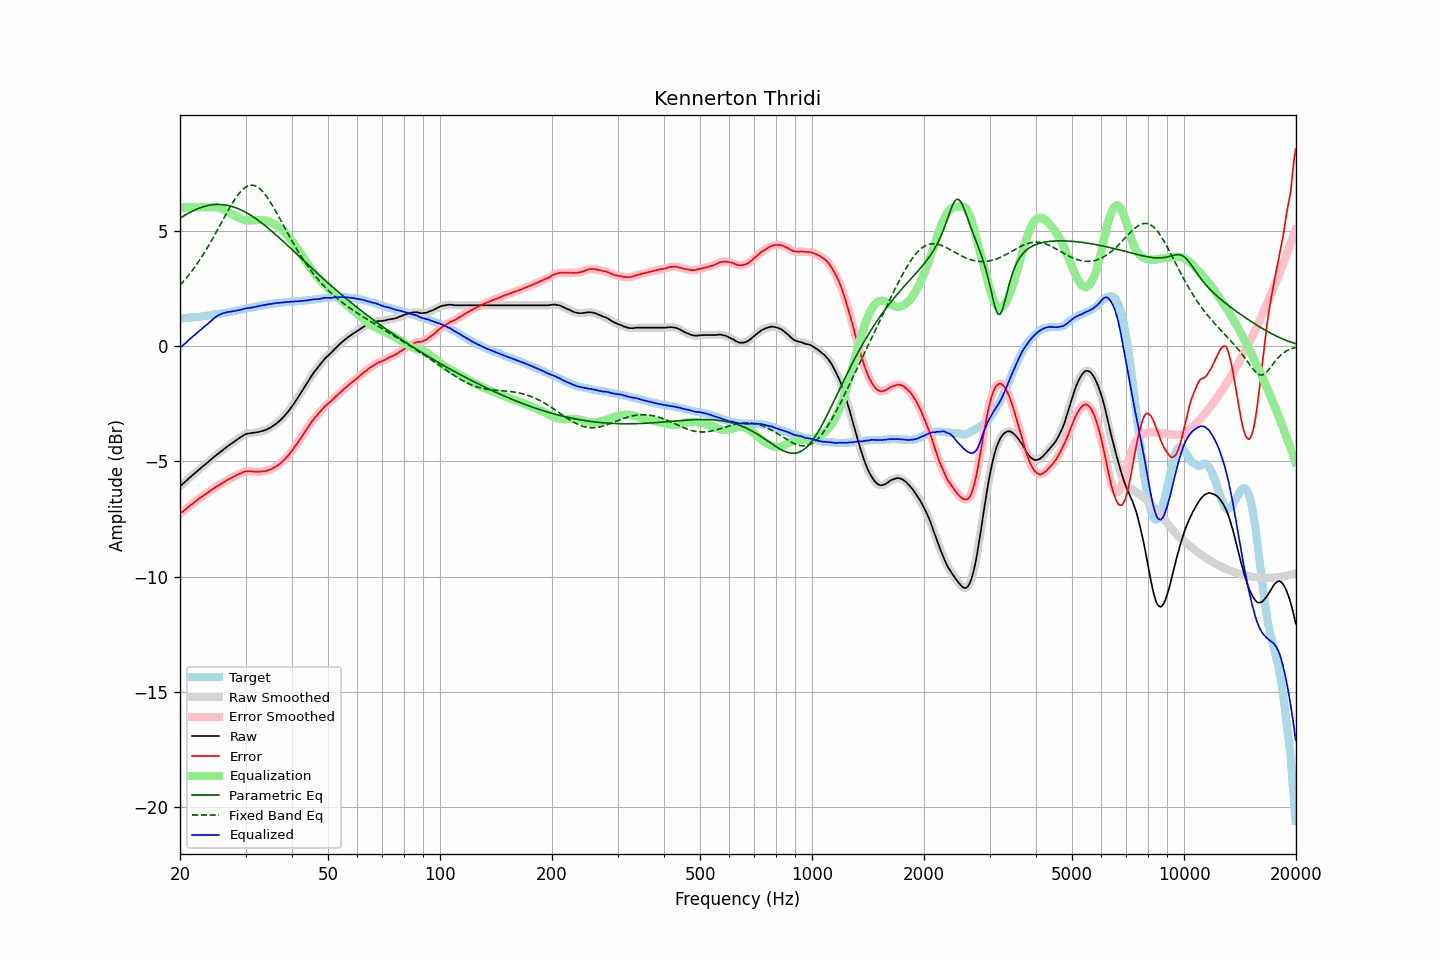 Kennerton Thridi
Amplitude (dBr)
5
0
−5
−10
−15
−20
Target
Raw Smoothed
Error Smoothed
Raw
Error
Equalization
Parametric Eq
Fixed Band Eq
Equalized
20 50 100 200 500 1000 2000 5000 10000 20000
Frequency (Hz)